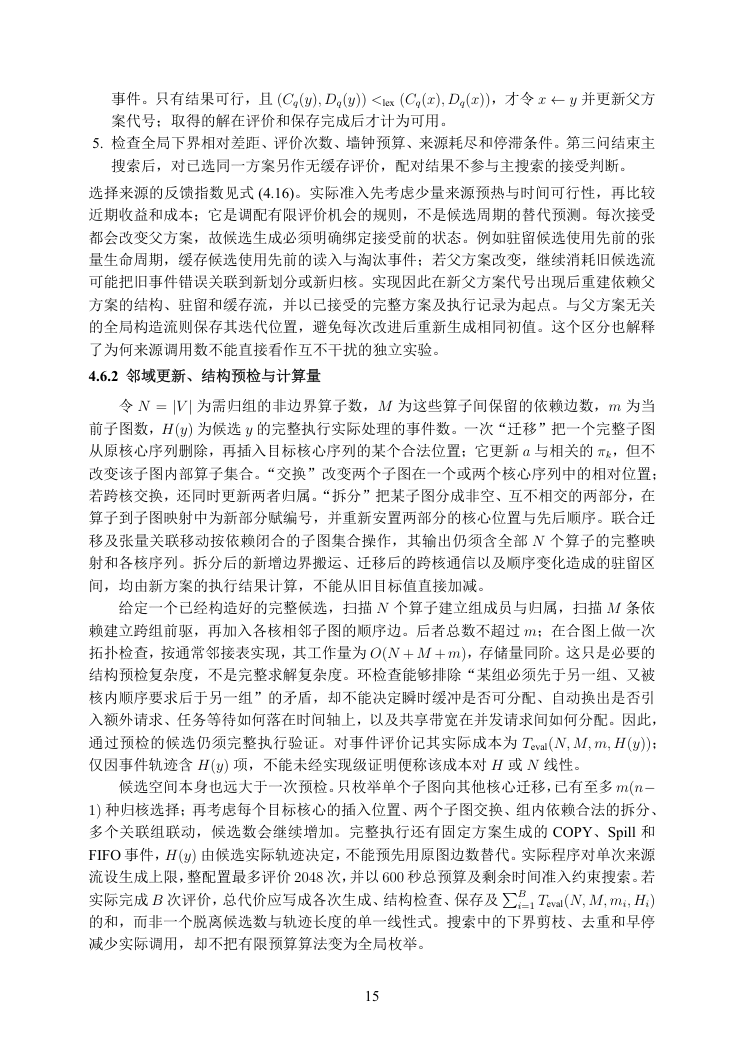 事件。只有结果可行，且 (C_q(y), D_q(y)) <_lex (C_q(x), D_q(x))，才令 x ← y 并更新父方
案代号；取得的解在评价和保存完成后才计为可用。
5. 检查全局下界相对差距、评价次数、墙钟预算、来源耗尽和停滞条件。第三问结束主
搜索后，对已选同一方案另作无缓存评价，配对结果不参与主搜索的接受判断。
选择来源的反馈指数见式 (4.16)。实际准入先考虑少量来源预热与时间可行性，再比较
近期收益和成本；它是调配有限评价机会的规则，不是候选周期的替代预测。每次接受
都会改变父方案，故候选生成必须明确绑定接受前的状态。例如驻留候选使用先前的张
量生命周期，缓存候选使用先前的读入与淘汰事件；若父方案改变，继续消耗旧候选流
可能把旧事件错误关联到新划分或新归核。实现因此在新父方案代号出现后重建依赖父
方案的结构、驻留和缓存流，并以已接受的完整方案及执行记录为起点。与父方案无关
的全局构造流则保存其迭代位置，避免每次改进后重新生成相同初值。这个区分也解释
了为何来源调用数不能直接看作互不干扰的独立实验。
4.6.2 邻域更新、结构预检与计算量
令 N = |V| 为需归组的非边界算子数，M 为这些算子间保留的依赖边数，m 为当
前子图数，H(y) 为候选 y 的完整执行实际处理的事件数。一次“迁移”把一个完整子图
从原核心序列删除，再插入目标核心序列的某个合法位置；它更新 a 与相关的 π_k，但不
改变该子图内部算子集合。“交换”改变两个子图在一个或两个核心序列中的相对位置；
若跨核交换，还同时更新两者归属。“拆分”把某子图分成非空、互不相交的两部分，在
算子到子图映射中为新部分赋编号，并重新安置两部分的核心位置与先后顺序。联合迁
移及张量关联移动按依赖闭合的子图集合操作，其输出仍须含全部 N 个算子的完整映
射和各核序列。拆分后的新增边界搬运、迁移后的跨核通信以及顺序变化造成的驻留区
间，均由新方案的执行结果计算，不能从旧目标值直接加减。
给定一个已经构造好的完整候选，扫描 N 个算子建立组成员与归属，扫描 M 条依
赖建立跨组前驱，再加入各核相邻子图的顺序边。后者总数不超过 m；在合图上做一次
拓扑检查，按通常邻接表实现，其工作量为 O(N + M + m)，存储量同阶。这只是必要的
结构预检复杂度，不是完整求解复杂度。环检查能够排除“某组必须先于另一组、又被
核内顺序要求后于另一组”的矛盾，却不能决定瞬时缓冲是否可分配、自动换出是否引
入额外请求、任务等待如何落在时间轴上，以及共享带宽在并发请求间如何分配。因此，
通过预检的候选仍须完整执行验证。对事件评价记其实际成本为 T_eval(N, M, m, H(y))；
仅因事件轨迹含 H(y) 项，不能未经实现级证明便称该成本对 H 或 N 线性。
候选空间本身也远大于一次预检。只枚举单个子图向其他核心迁移，已有至多 m(n−
1) 种归核选择；再考虑每个目标核心的插入位置、两个子图交换、组内依赖合法的拆分、
多个关联组联动，候选数会继续增加。完整执行还有固定方案生成的 COPY、Spill 和
FIFO 事件，H(y) 由候选实际轨迹决定，不能预先用原图边数替代。实际程序对单次来源
流设生成上限，整配置最多评价 2048 次，并以 600 秒总预算及剩余时间准入约束搜索。若
实际完成 B 次评价，总代价应写成各次生成、结构检查、保存及 ∑_{i=1}^B T_eval(N, M, m_i, H_i)
的和，而非一个脱离候选数与轨迹长度的单一线性式。搜索中的下界剪枝、去重和早停
减少实际调用，却不把有限预算算法变为全局枚举。
15